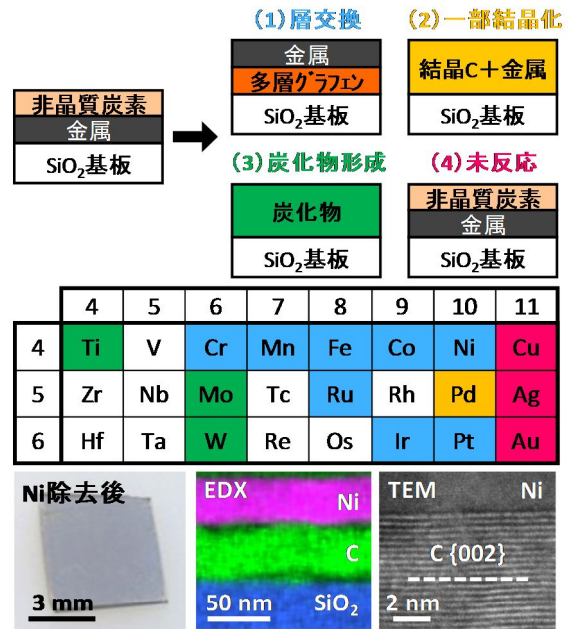 (1)層交換
(2)一部結晶化
非晶質炭素
金属
SiO2基板
金属
多層グラフェン
SiO2基板
結晶C+金属
SiO2基板
(3)炭化物形成
(4)未反応
炭化物
SiO2基板
非晶質炭素
金属
SiO2基板
4 5 6 7 8 9 10 11
4 Ti V Cr Mn Fe Co Ni Cu
5 Zr Nb Mo Tc Ru Rh Pd Ag
6 Hf Ta W Re Os Ir Pt Au
Ni除去後
3 mm
EDX
Ni
C
SiO2
50 nm
TEM
Ni
C {002}
2 nm